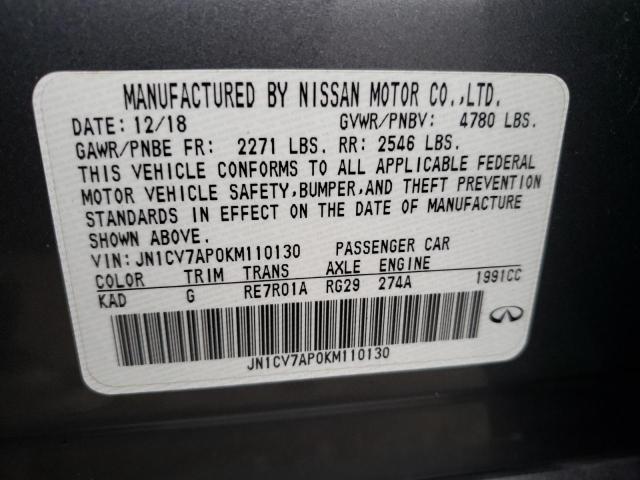 MANUFACTURED BY NISSAN MOTOR CO.,LTD.
DATE: 12/18 GVWR/PNBV: 4780 LBS.
GAWR/PNBE FR: 2271 LBS. RR: 2546 LBS.
THIS VEHICLE CONFORMS TO ALL APPLICABLE FEDERAL
MOTOR VEHICLE SAFETY,BUMPER,AND THEFT PREVENTION
STANDARDS IN EFFECT ON THE DATE OF MANUFACTURE
SHOWN ABOVE.
VIN: JN1CV7AP0KM110130 PASSENGER CAR
COLOR TRIM TRANS AXLE ENGINE
KAD G RE7R01A RG29 274A 1991CC
JN1CV7AP0KM110130